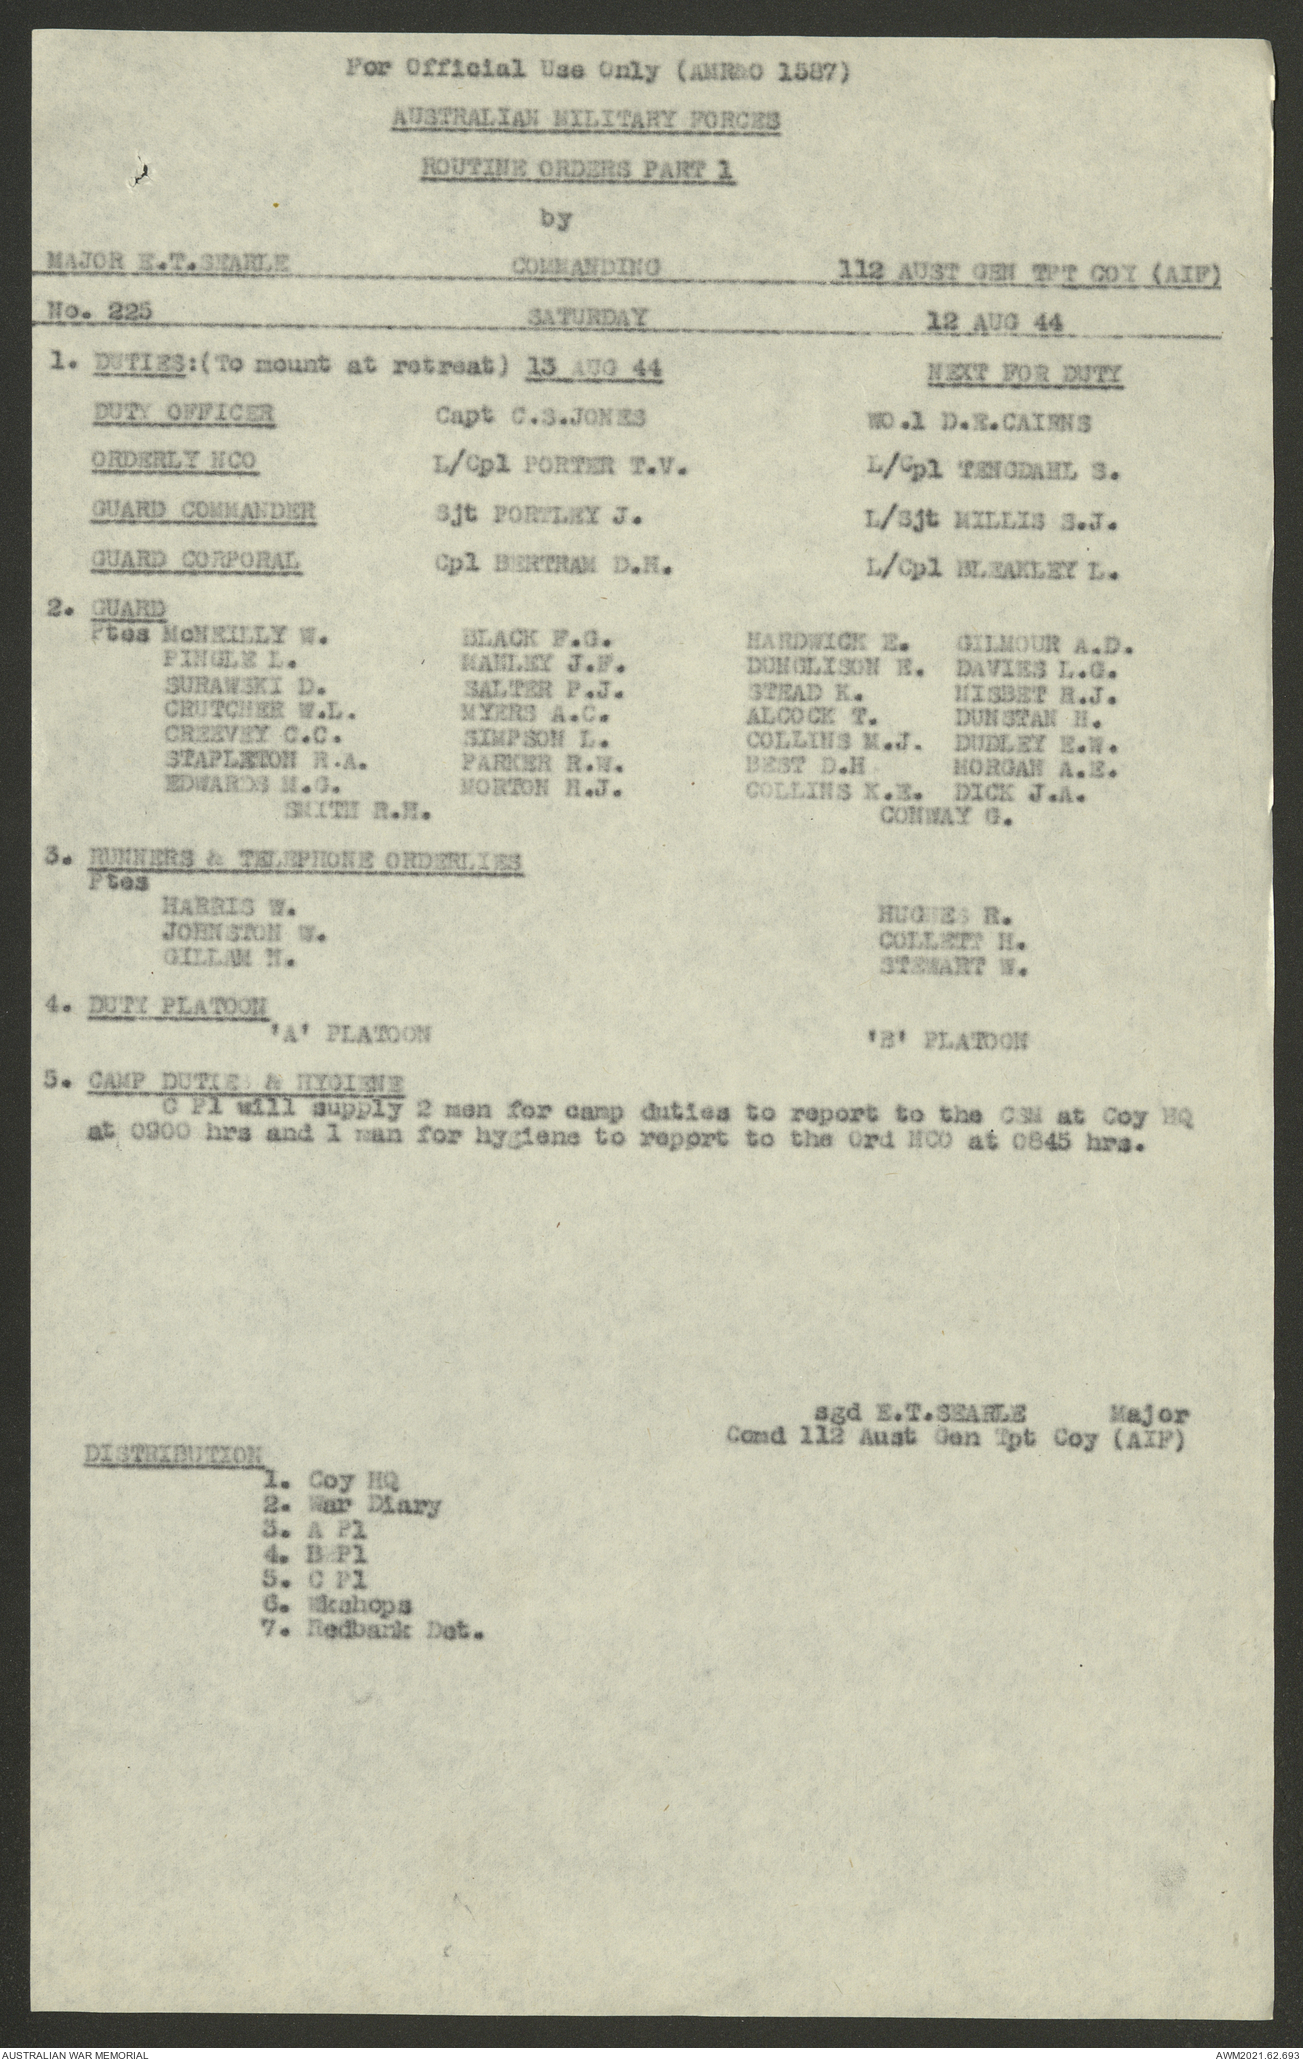 For Official Use Only (AMR&O 1587)
AUSTRALIAN MILITARY FORCES
ROUTINE ORDERS PART 1
by
MAJOR E.T.SEARLE COMMANDING 112 AUST GEN TPT COY (AIF)
No. 225 SATURDAY 12 AUG 44
1. DUTIES:(To mount at retreat) 13 AUG 44 NEXT FOR DUTY
DUTY OFFICER Capt C.S.JONES WO.1 D.E.CAIRNS
ORDERLY NCO L/Cpl PORTER T.V. L/Cpl TENGDAHL S.
GUARD COMMANDER Sjt PORTLEY J. L/Sjt MILLIS S.J.
GUARD CORPORAL Cpl BERTRAM D.H. L/Cpl BLEAKLEY L.
2. GUARD
Ptes McNEILLY W. BLACK F.G. HARDWICK E. GILMOUR A.D.
PINGLE L. MANLEY J.F. DUNGLISON E. DAVIES L.G.
SURAWSKI D. SALTER P.J. STEAD K. NISBET R.J.
CRUTCHER W.L. MYERS A.C. ALCOCK T. DUNSTAN H.
CREEVEY C.C. SIMPSON L. COLLINS M.J. DUDLEY E.W.
STAPLETON R.A. PARKER R.W. BEST D.H MORGAN A.E.
EDWARDS M.G. MORTON H.J. COLLINS K.E. DICK J.A.
SMITH R.H. CONWAY G.
3. RUNNERS & TELEPHONE ORDERLIES
Ptes
HARRIS W. HUGHES R.
JOHNSTON W. COLLETT H.
GILLAM N. STEWART W.
4. DUTY PLATOON
'A' PLATOON 'B' PLATOON
5. CAMP DUTIES & HYGIENE
C Pl will supply 2 men for camp duties to report to the CSM at Coy HQ
at 0900 hrs and 1 man for hygiene to report to the Ord NCO at 0845 hrs.
sgd E.T.SEARLE Major
Comd 112 Aust Gen Tpt Coy (AIF)
DISTRIBUTION
1. Coy HQ
2. War Diary
3. A Pl
4. B Pl
5. C Pl
6. Wkshops
7. Redbank Det.
AUSTRALIAN WAR MEMORIAL AWM2021.62.693